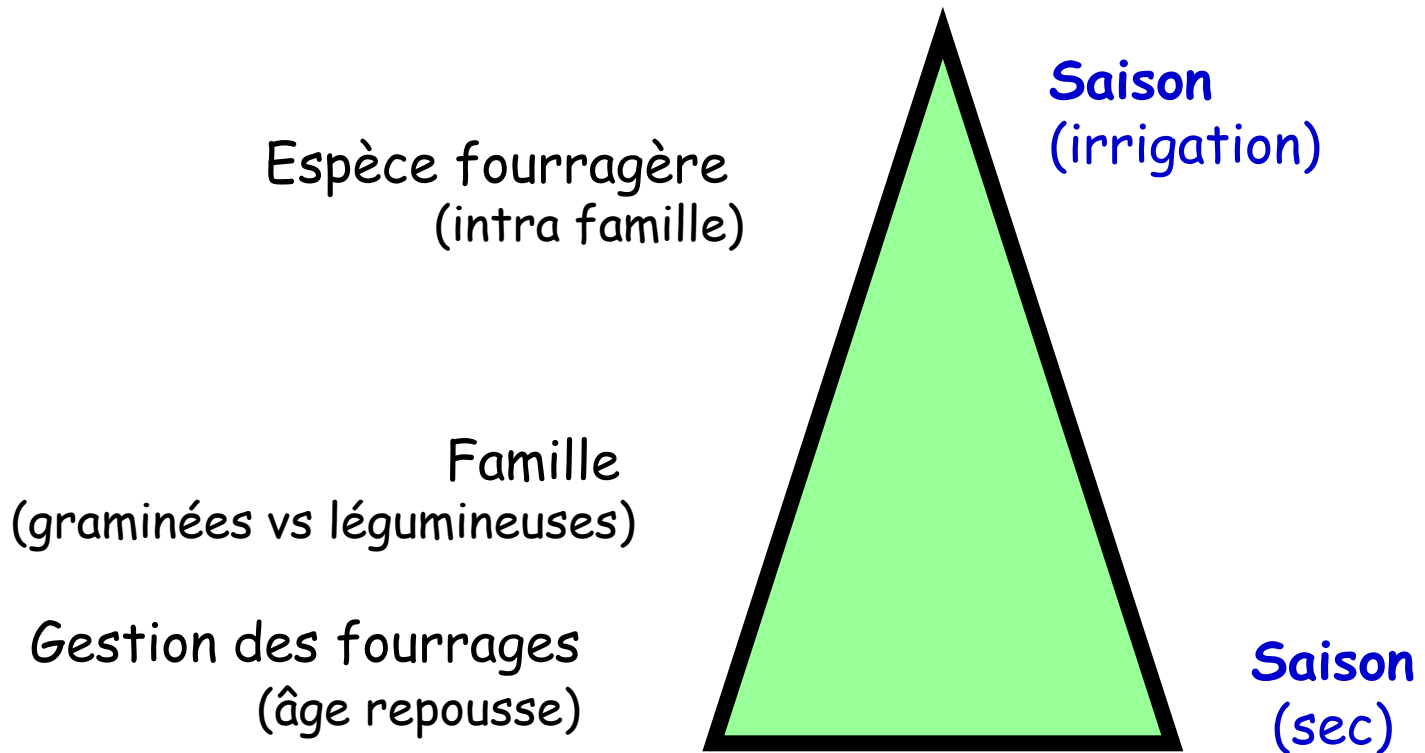 Saison
(irrigation)
Espèce fourragère
(intra famille)
Famille
(graminées vs légumineuses)
Gestion des fourrages
(âge repousse)
Saison
(sec)